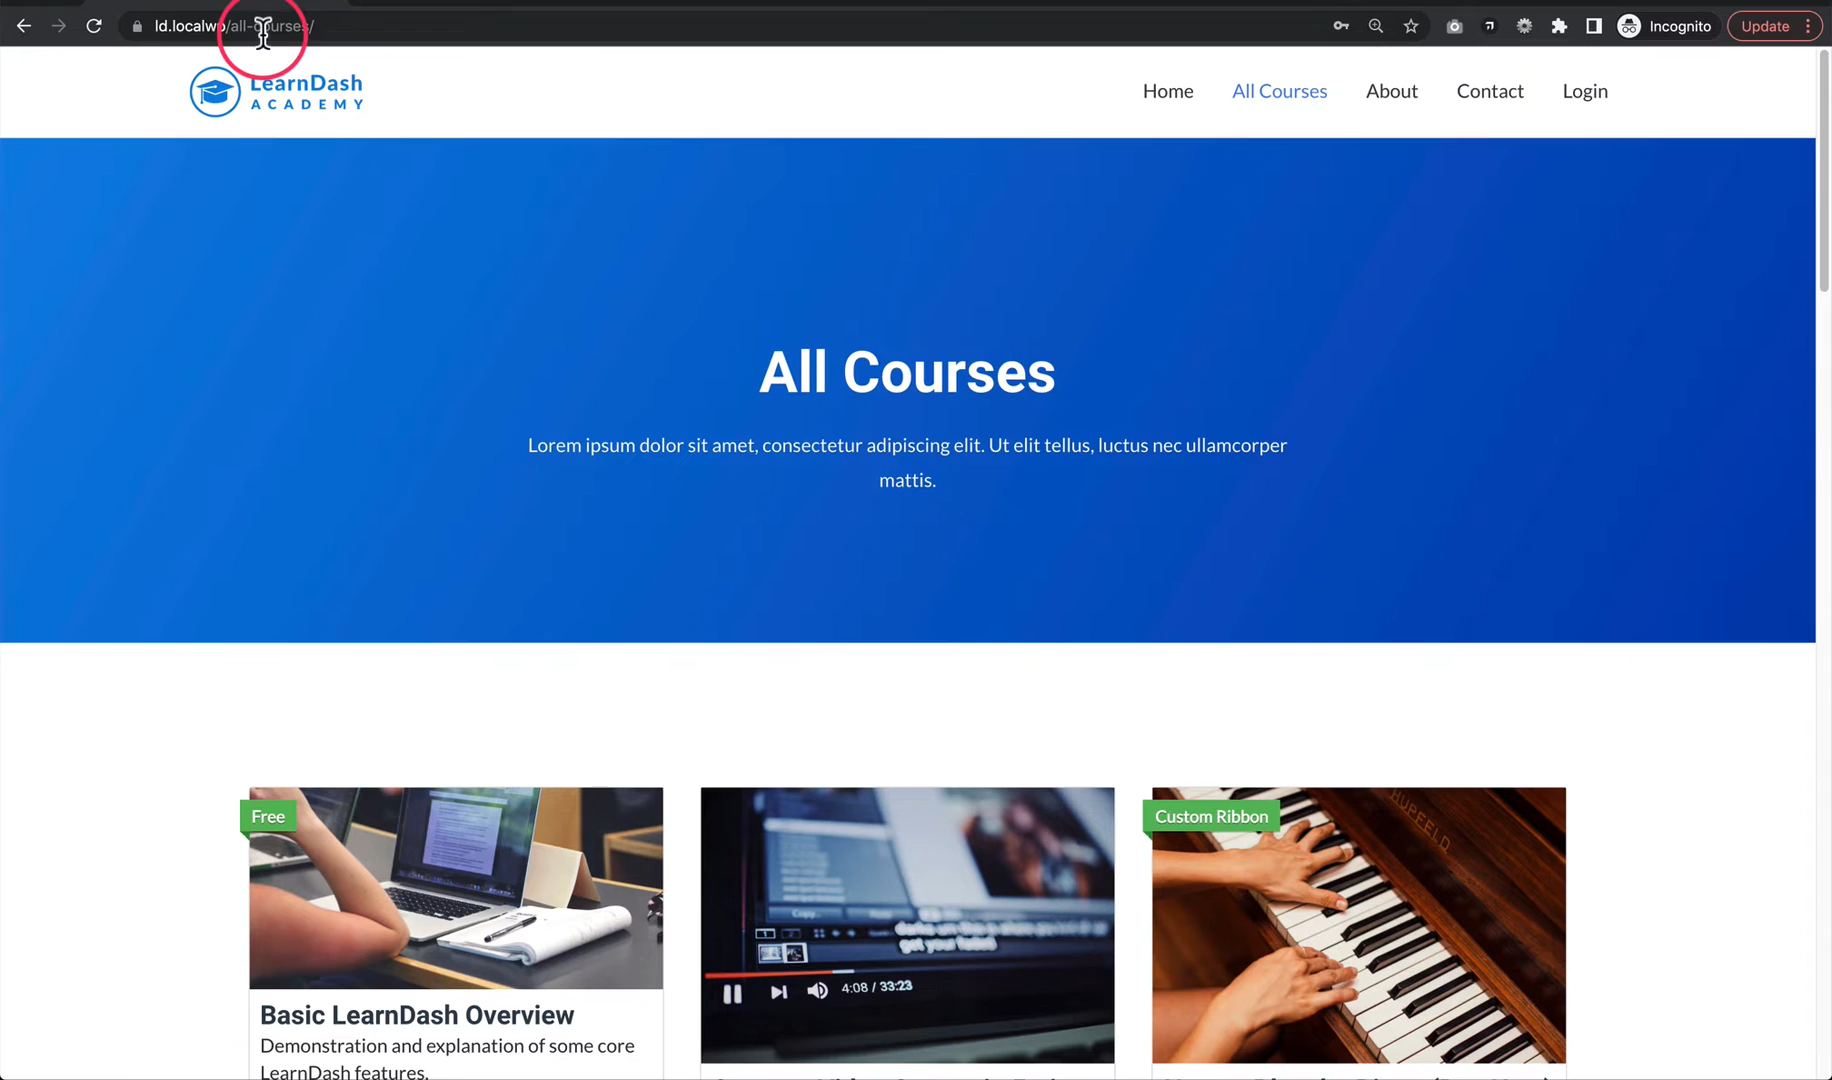 ld.localwp/all-courses/
Incognito
Update
LearnDash
ACADEMY
Home
All Courses
About
Contact
Login
All Courses
Lorem ipsum dolor sit amet, consectetur adipiscing elit. Ut elit tellus, luctus nec ullamcorper
mattis.
Free
Custom Ribbon
HUPFELD
4:08 / 33:23
Basic LearnDash Overview
Demonstration and explanation of some core
LearnDash features.